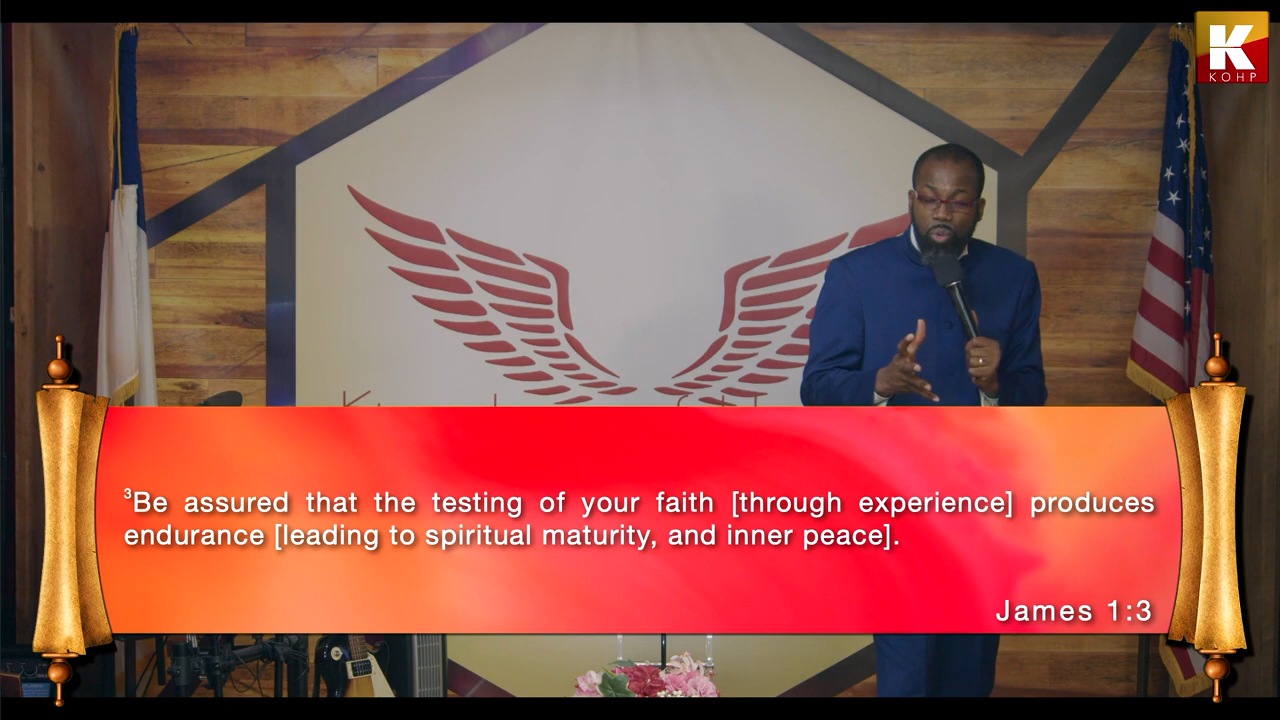 K
KOHP
³Be assured that the testing of your faith [through experience] produces
endurance [leading to spiritual maturity, and inner peace].
James 1:3